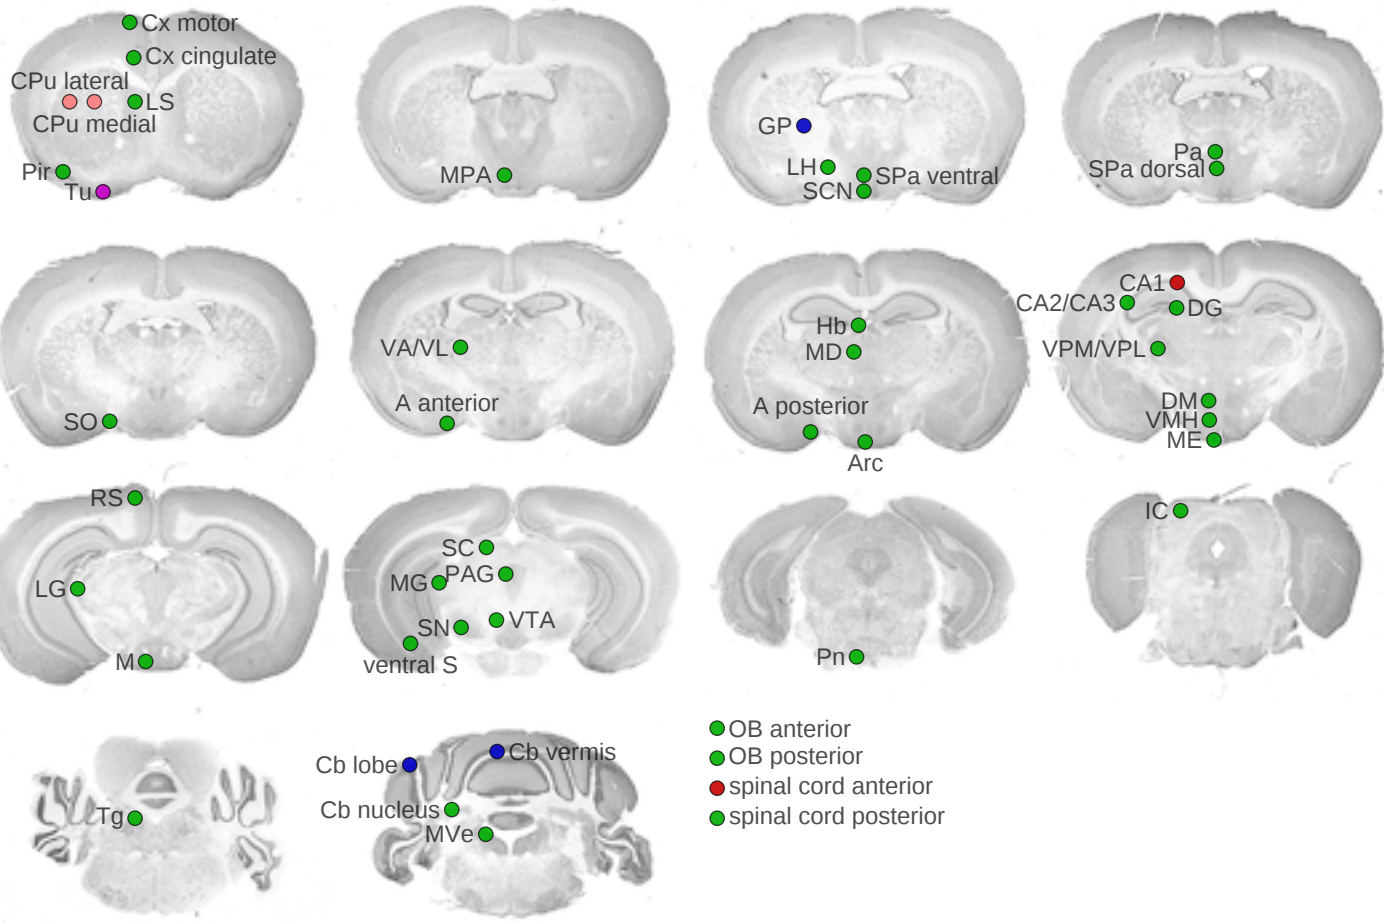 Cx motor
Cx cingulate
CPu lateral
LS
CPu medial
Pir
Tu
MPA
GP
LH
SPa ventral
SCN
Pa
SPa dorsal
SO
VA/VL
A anterior
Hb
MD
A posterior
Arc
CA1
CA2/CA3
DG
VPM/VPL
DM
VMH
ME
RS
LG
M
SC
MG
PAG
SN
VTA
ventral S
Pn
IC
Tg
Cb lobe
Cb vermis
Cb nucleus
MVe
OB anterior
OB posterior
spinal cord anterior
spinal cord posterior